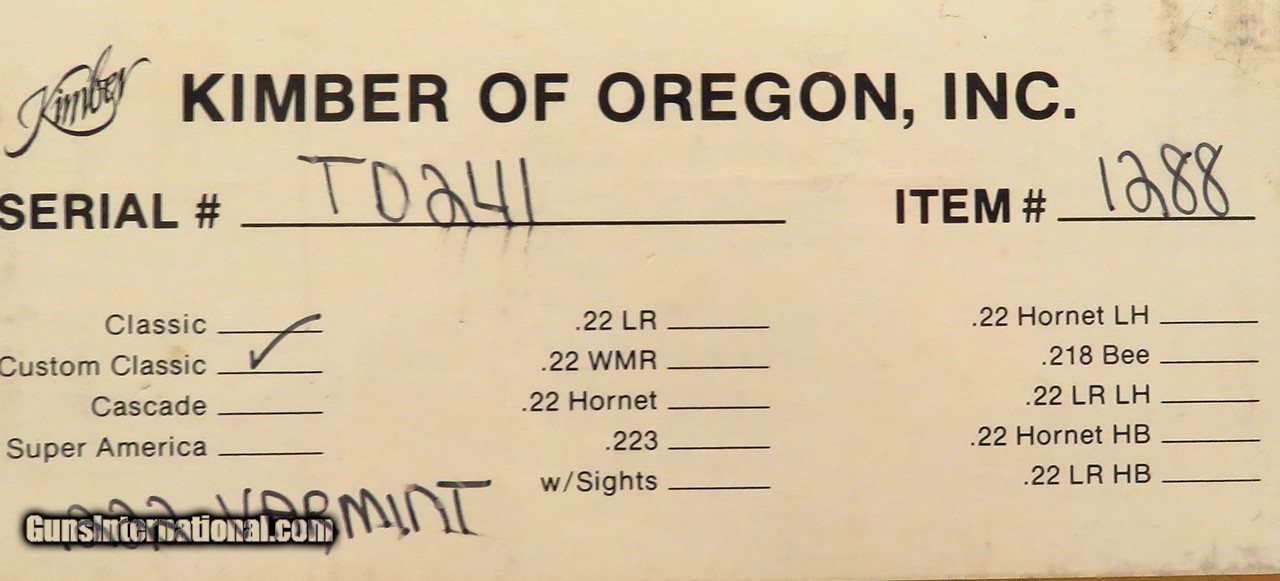 Kimber KIMBER OF OREGON, INC.
SERIAL # TD241 ITEM # 1288
Classic .22 LR .22 Hornet LH
Custom Classic ✓ .22 WMR .218 Bee
Cascade .22 Hornet .22 LR LH
Super America .223 .22 Hornet HB
w/Sights .22 LR HB
VARMINT
GunsInternational.com